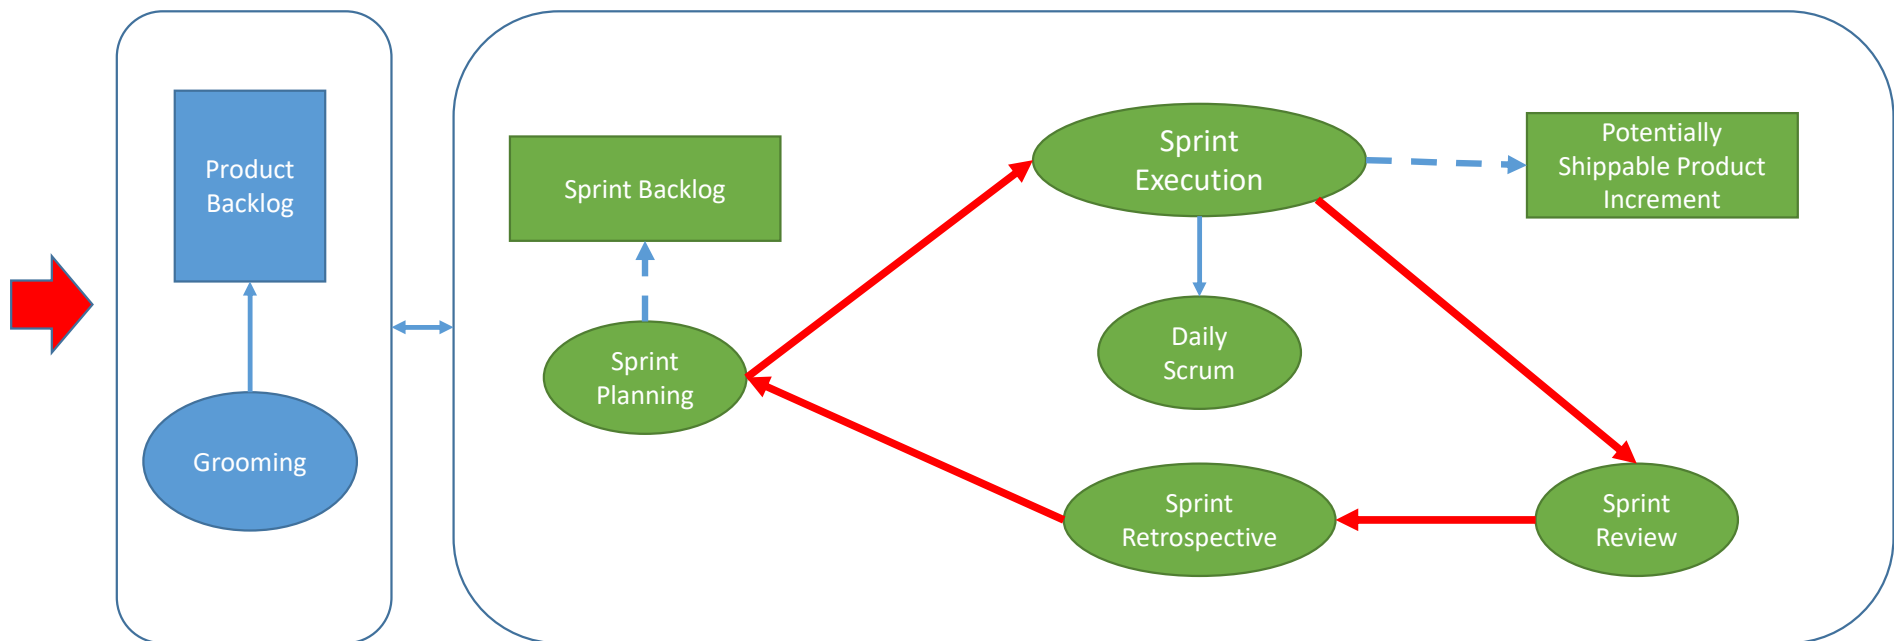 Product
Backlog
Grooming
Sprint Backlog
Sprint
Planning
Sprint
Execution
Daily
Scrum
Potentially
Shippable Product
Increment
Sprint
Retrospective
Sprint
Review